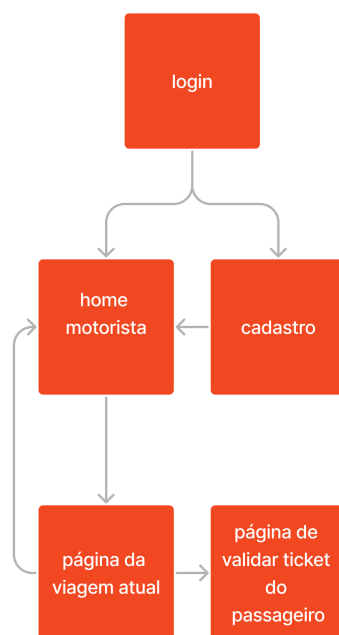 login
home
motorista
cadastro
página da
viagem atual
página de
validar ticket
do
passageiro